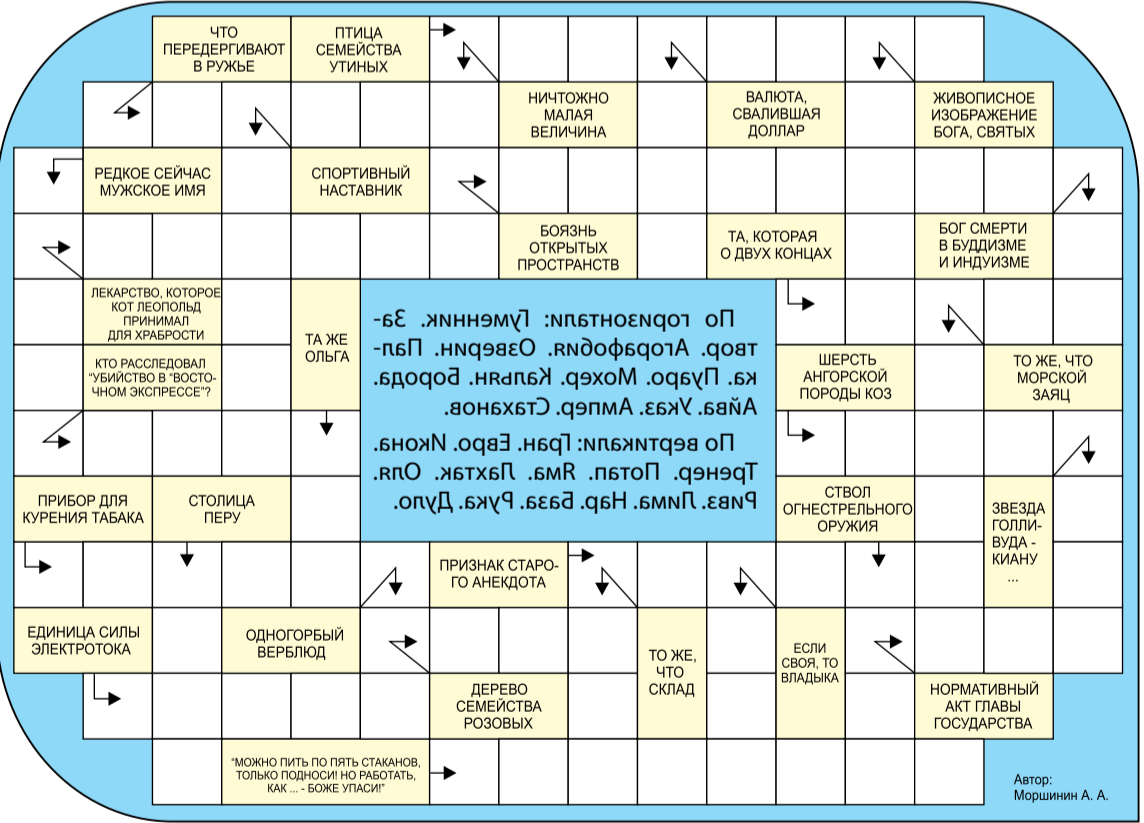 ЧТО
ПЕРЕДЕРГИВАЮТ
В РУЖЬЕ
ПТИЦА
СЕМЕЙСТВА
УТИНЫХ
НИЧТОЖНО
МАЛАЯ
ВЕЛИЧИНА
ВАЛЮТА,
СВАЛИВШАЯ
ДОЛЛАР
ЖИВОПИСНОЕ
ИЗОБРАЖЕНИЕ
БОГА, СВЯТЫХ
РЕДКОЕ СЕЙЧАС
МУЖСКОЕ ИМЯ
СПОРТИВНЫЙ
НАСТАВНИК
БОЯЗНЬ
ОТКРЫТЫХ
ПРОСТРАНСТВ
ТА, КОТОРАЯ
О ДВУХ КОНЦАХ
БОГ СМЕРТИ
В БУДДИЗМЕ
И ИНДУИЗМЕ
ЛЕКАРСТВО, КОТОРОЕ
КОТ ЛЕОПОЛЬД
ПРИНИМАЛ
ДЛЯ ХРАБРОСТИ
ТА ЖЕ
ОЛЬГА
По горизонтали: Гуменник. За-
твор. Агорафобия. Озверин. Пал-
ка. Пуаро. Мохер. Кальян. Борода.
Айва. Указ. Ампер. Стаханов.
По вертикали: Гран. Евро. Икона.
Тренер. Потап. Яма. Лахтак. Оля.
Ривз. Лима. Нар. База. Рука. Дуло.
КТО РАССЛЕДОВАЛ
"УБИЙСТВО В "ВОСТО-
ЧНОМ ЭКСПРЕССЕ"?
ШЕРСТЬ
АНГОРСКОЙ
ПОРОДЫ КОЗ
ТО ЖЕ, ЧТО
МОРСКОЙ
ЗАЯЦ
ПРИБОР ДЛЯ
КУРЕНИЯ ТАБАКА
СТОЛИЦА
ПЕРУ
СТВОЛ
ОГНЕСТРЕЛЬНОГО
ОРУЖИЯ
ЗВЕЗДА
ГОЛЛИ-
ВУДА -
КИАНУ
...
ПРИЗНАК СТАРО-
ГО АНЕКДОТА
ЕДИНИЦА СИЛЫ
ЭЛЕКТРОТОКА
ОДНОГОРБЫЙ
ВЕРБЛЮД
ТО ЖЕ,
ЧТО
СКЛАД
ЕСЛИ
СВОЯ, ТО
ВЛАДЫКА
ДЕРЕВО
СЕМЕЙСТВА
РОЗОВЫХ
НОРМАТИВНЫЙ
АКТ ГЛАВЫ
ГОСУДАРСТВА
"МОЖНО ПИТЬ ПО ПЯТЬ СТАКАНОВ,
ТОЛЬКО ПОДНОСИ! НО РАБОТАТЬ,
КАК ... - БОЖЕ УПАСИ!"
Автор:
Моршинин А. А.